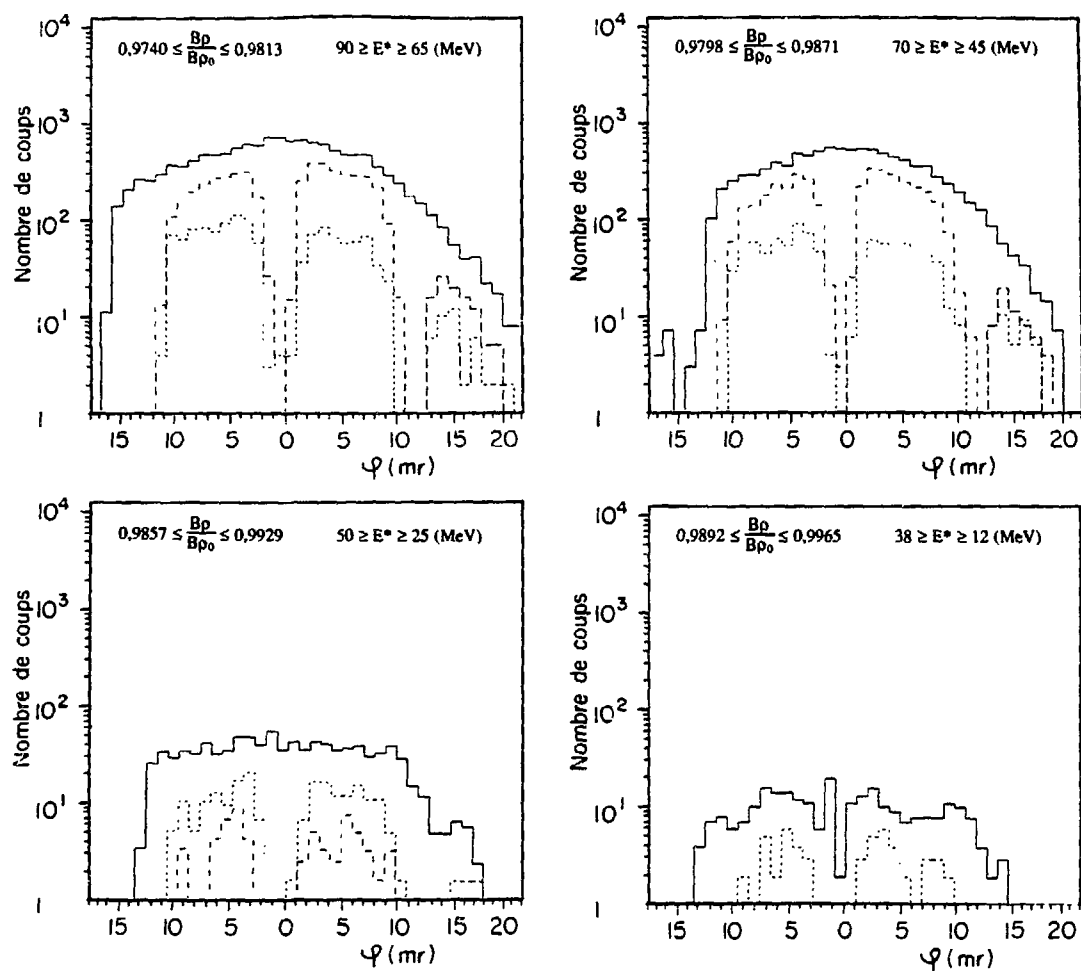 10⁴
0,9740 ≤ Bρ/Bρ₀ ≤ 0,9813 90 ≥ E* ≥ 65 (MeV)
10³
10²
10¹
1
Nombre de coups
15 10 5 0 5 10 15 20
φ (mr)
10⁴
0,9798 ≤ Bρ/Bρ₀ ≤ 0,9871 70 ≥ E* ≥ 45 (MeV)
10³
10²
10¹
1
Nombre de coups
15 10 5 0 5 10 15 20
φ (mr)
10⁴
0,9857 ≤ Bρ/Bρ₀ ≤ 0,9929 50 ≥ E* ≥ 25 (MeV)
10³
10²
10¹
1
Nombre de coups
15 10 5 0 5 10 15 20
φ (mr)
10⁴
0,9892 ≤ Bρ/Bρ₀ ≤ 0,9965 38 ≥ E* ≥ 12 (MeV)
10³
10²
10¹
1
Nombre de coups
15 10 5 0 5 10 15 20
φ (mr)